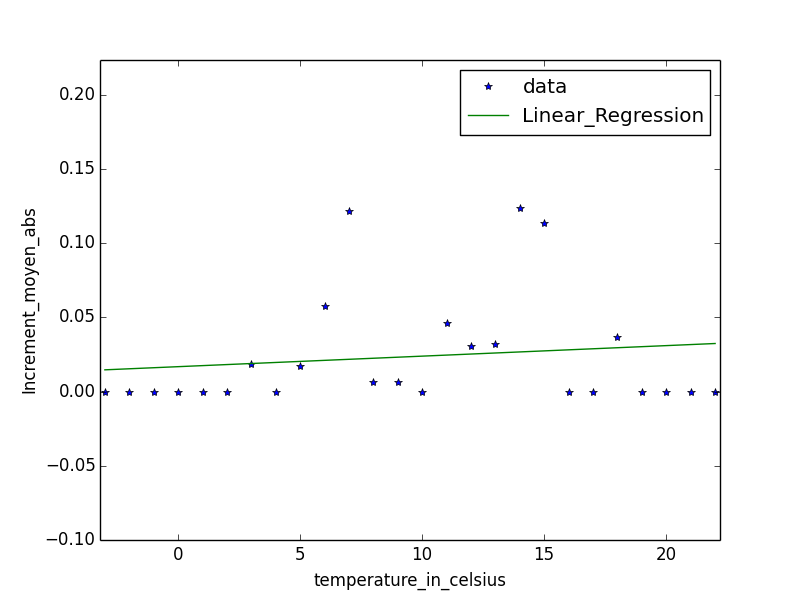 data
Linear_Regression
0.20
0.15
0.10
0.05
0.00
−0.05
−0.10
Increment_moyen_abs
0 5 10 15 20
temperature_in_celsius